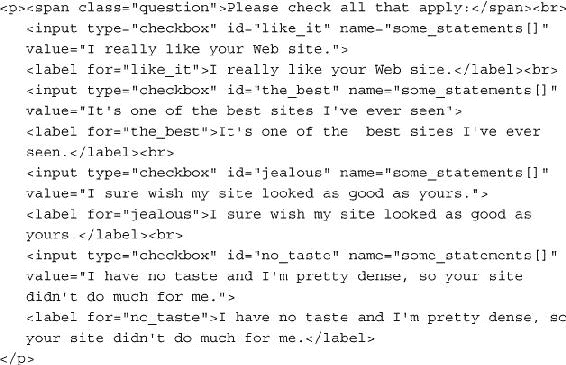 <p><span class="question">Please check all that apply:</span><br>
<input type="checkbox" id="like_it" name="some_statements[]"
value="I really like your Web site.">
<label for="like_it">I really like your Web site.</label><br>
<input type="checkbox" id="the_best" name="some_statements[]"
value="It's one of the best sites I've ever seen">
<label for="the_best">It's one of the best sites I've ever
seen.</label><br>
<input type="checkbox" id="jealous" name="some_statements[]"
value="I sure wish my site looked as good as yours.">
<label for="jealous">I sure wish my site looked as good as
yours.</label><br>
<input type="checkbox" id="no_taste" name="some_statements[]"
value="I have no taste and I'm pretty dense, so your site
didn't do much for me.">
<label for="no_taste">I have no taste and I'm pretty dense, so
your site didn't do much for me.</label>
</p>